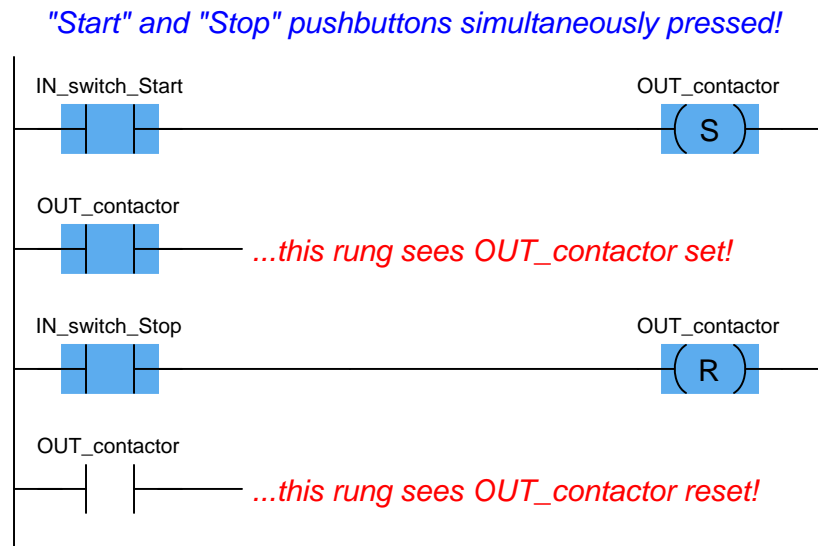 "Start" and "Stop" pushbuttons simultaneously pressed!
IN_switch_Start
OUT_contactor
S
OUT_contactor
...this rung sees OUT_contactor set!
IN_switch_Stop
OUT_contactor
R
OUT_contactor
...this rung sees OUT_contactor reset!